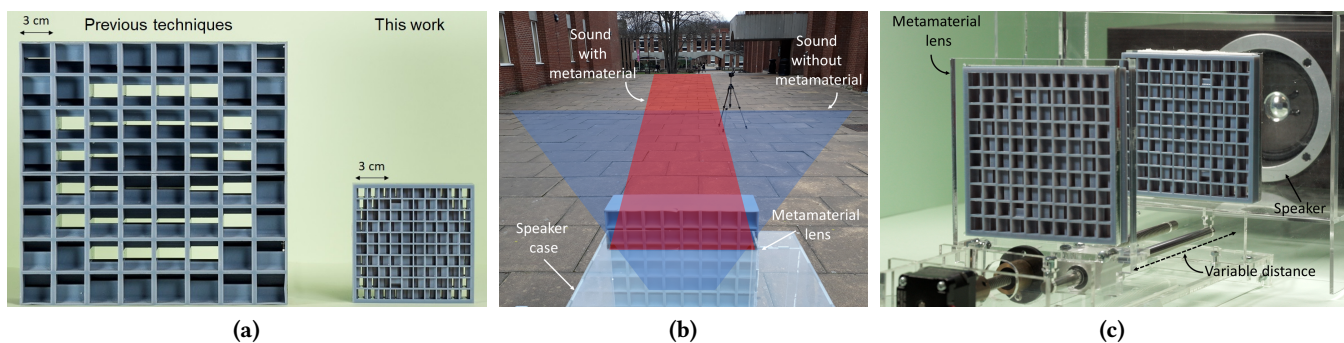 3 cm
Previous techniques
This work
3 cm
Sound
with
metamaterial
Sound
without
metamaterial
Speaker
case
Metamaterial
lens
Metamaterial
lens
Speaker
Variable distance
(a)
(b)
(c)